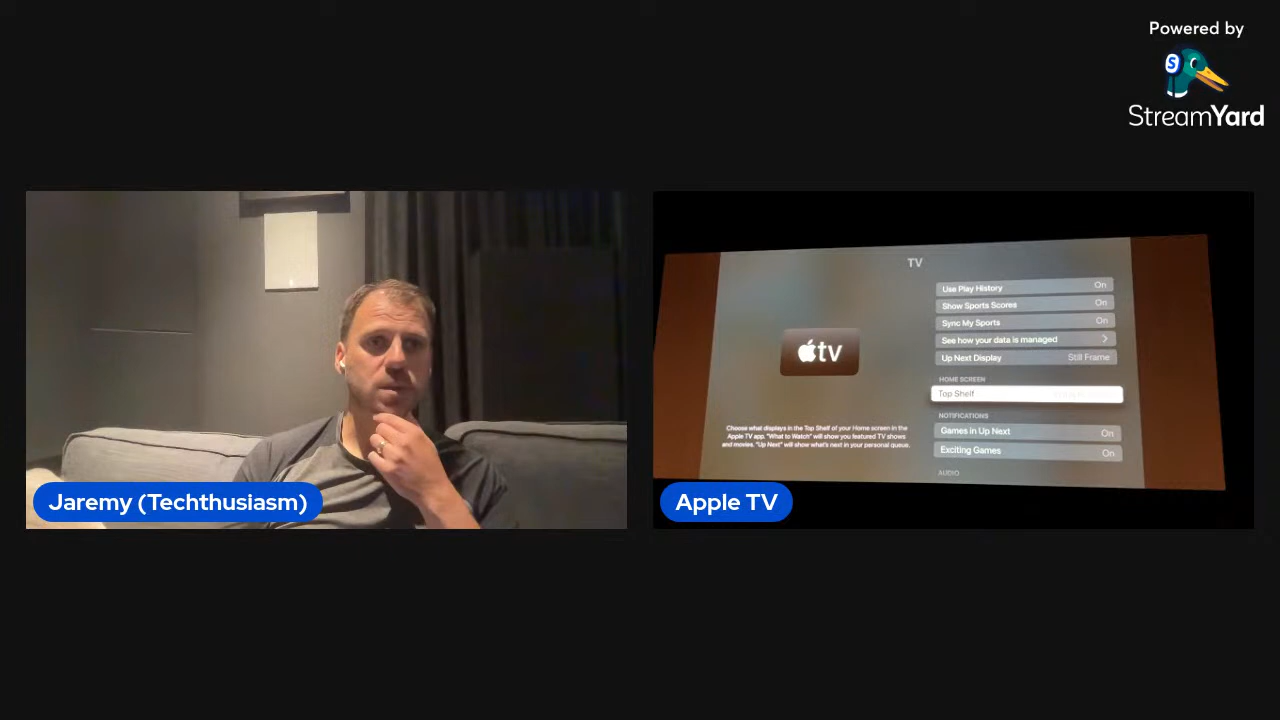 Powered by
S
StreamYard
Jaremy (Techthusiasm)
TV
Use Play History On
Show Sports Scores On
Sync My Sports On
See how your data is managed
Up Next Display Still Frame
HOME SCREEN
Top Shelf
NOTIFICATIONS
Games in Up Next On
Exciting Games On
AUDIO
tv
Choose what displays in the Top Shelf of your Home screen in the
Apple TV app. "What to Watch" will show you featured TV shows
and movies. "Up Next" will show what's next in your personal queue.
Apple TV